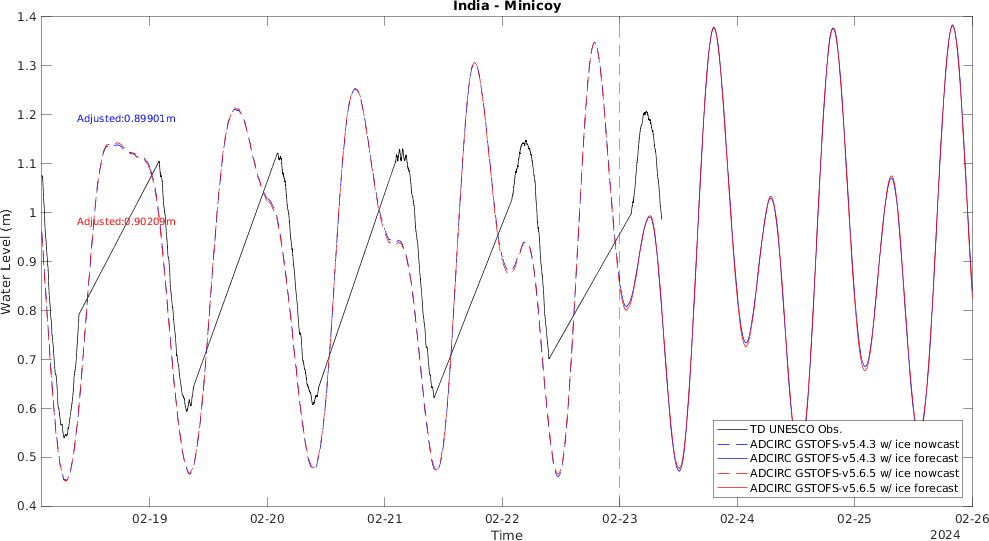 India - Minicoy
1.4
1.3
1.2
1.1
1
0.9
0.8
0.7
0.6
0.5
0.4
Water Level (m)
Adjusted:0.89901m
Adjusted:0.90209m
TD UNESCO Obs.
ADCIRC GSTOFS-v5.4.3 w/ ice nowcast
ADCIRC GSTOFS-v5.4.3 w/ ice forecast
ADCIRC GSTOFS-v5.6.5 w/ ice nowcast
ADCIRC GSTOFS-v5.6.5 w/ ice forecast
02-19 02-20 02-21 02-22 02-23 02-24 02-25 02-26
Time
2024